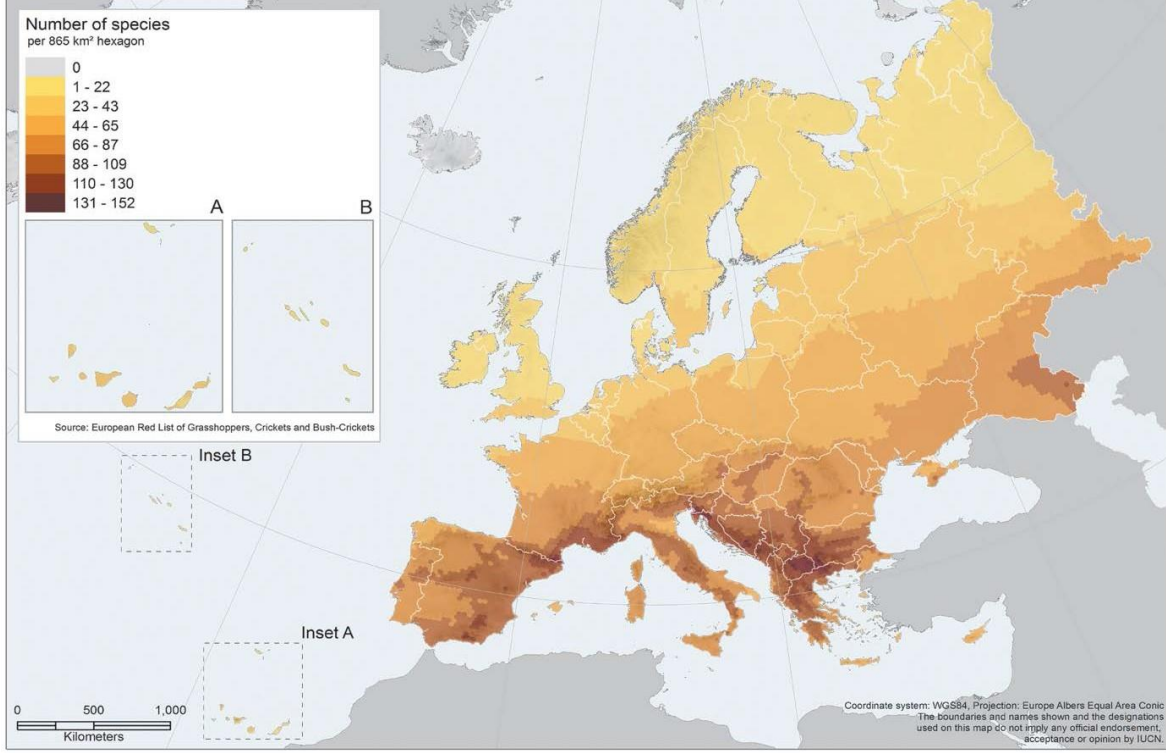 Number of species
per 865 km² hexagon
0
1 - 22
23 - 43
44 - 65
66 - 87
88 - 109
110 - 130
131 - 152
A
B
Source: European Red List of Grasshoppers, Crickets and Bush-Crickets
Inset B
Inset A
0 500 1,000
Kilometers
Coordinate system: WGS84, Projection: Europe Albers Equal Area Conic
The boundaries and names shown and the designations
used on this map do not imply any official endorsement,
acceptance or opinion by IUCN.